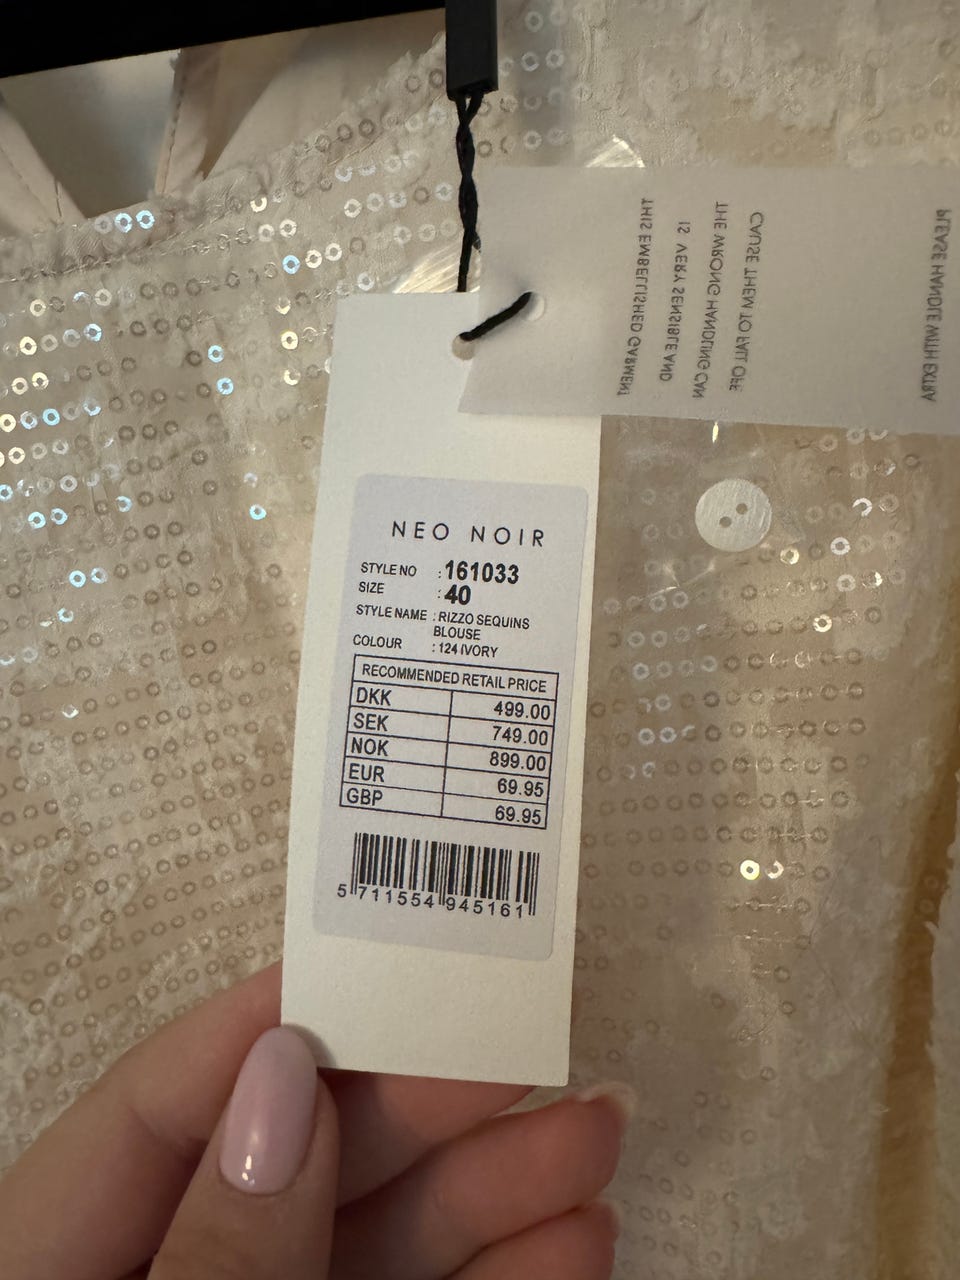 NEO NOIR
STYLE NO : 161033
SIZE : 40
STYLE NAME : RIZZO SEQUINS
BLOUSE
COLOUR : 124 IVORY
RECOMMENDED RETAIL PRICE
DKK 499.00
SEK 749.00
NOK 899.00
EUR 69.95
GBP 69.95
5 711554 945161
PLEASE HANDLE WITH EXTRA
CAUSE THEM TO FALL OFF.
THE WRONG HANDLING CAN
IS VERY SENSIBLE AND
THIS EMBELLISHED GARMENT